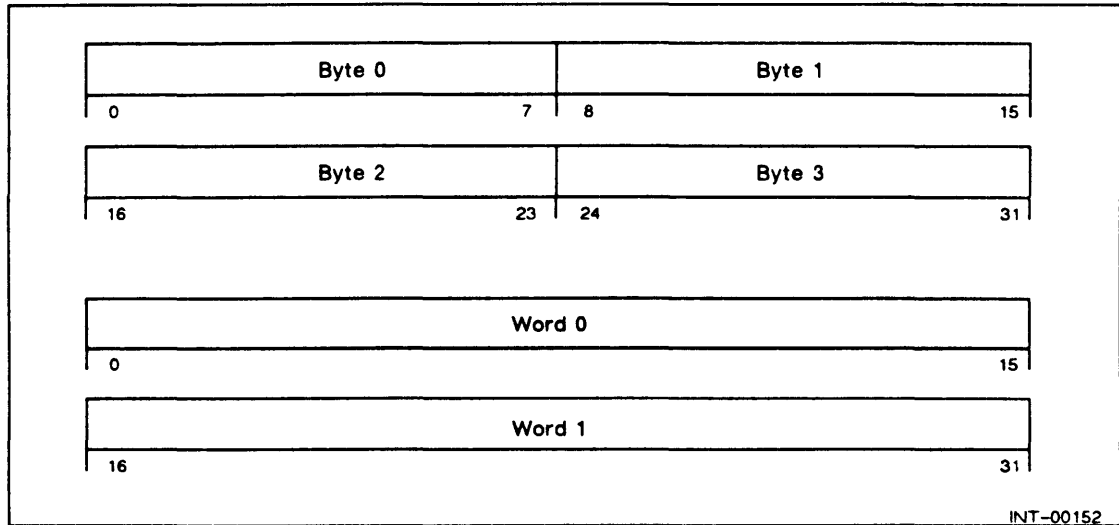 Byte 0 Byte 1
0 7 8 15
Byte 2 Byte 3
16 23 24 31
Word 0
0 15
Word 1
16 31
INT-00152